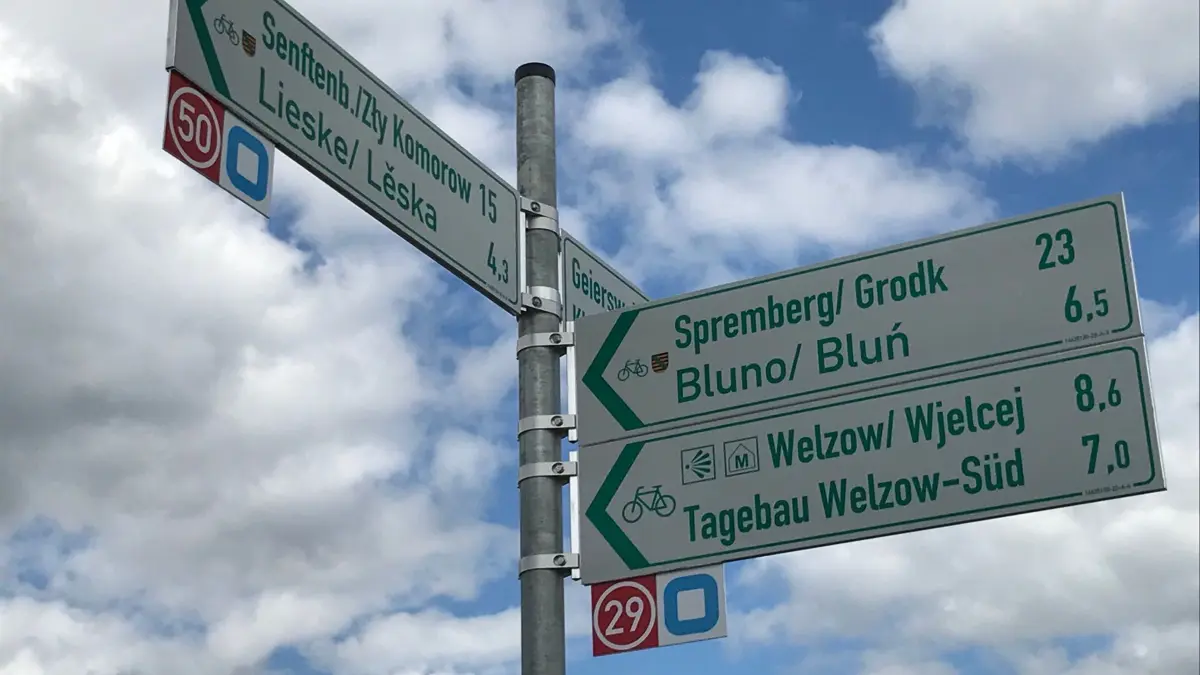 Senftenb./Zły Komorow 15
Lieske/ Lěska 4,3
50
Spremberg/ Grodk 23
Bluno/ Bluń 6,5
M Welzow/ Wjelcej 8,6
Tagebau Welzow-Süd 7,0
29